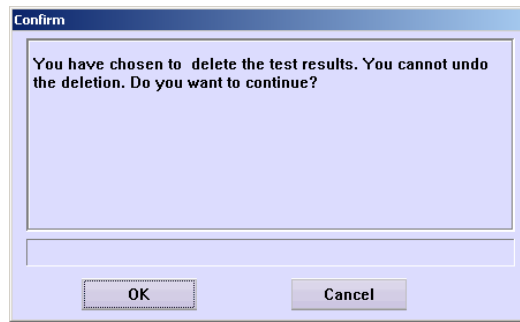 Confirm
You have chosen to  delete the test results. You cannot undo
the deletion. Do you want to continue?
OK
Cancel